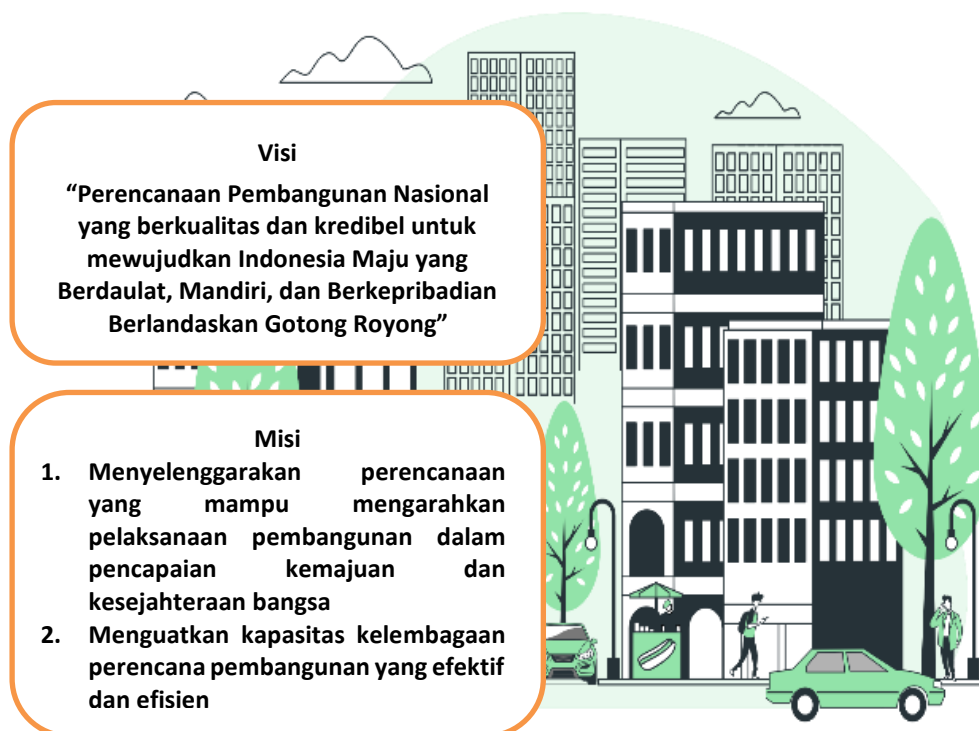 Visi
“Perencanaan Pembangunan Nasional
yang berkualitas dan kredibel untuk
mewujudkan Indonesia Maju yang
Berdaulat, Mandiri, dan Berkepribadian
Berlandaskan Gotong Royong”
Misi
1. Menyelenggarakan perencanaan
yang mampu mengarahkan
pelaksanaan pembangunan dalam
pencapaian kemajuan dan
kesejahteraan bangsa
2. Menguatkan kapasitas kelembagaan
perencana pembangunan yang efektif
dan efisien